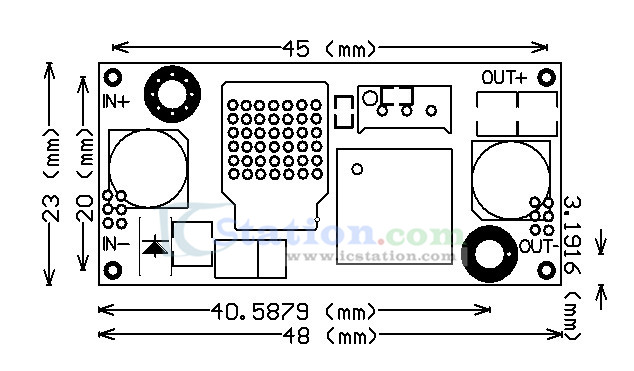 45 (mm)
IN+
OUT+
23 (mm)
20 (mm)
3.1916 (mm)
ICStation.com
http://www.icstation.com
IN-
OUT-
40.5879 (mm)
48 (mm)